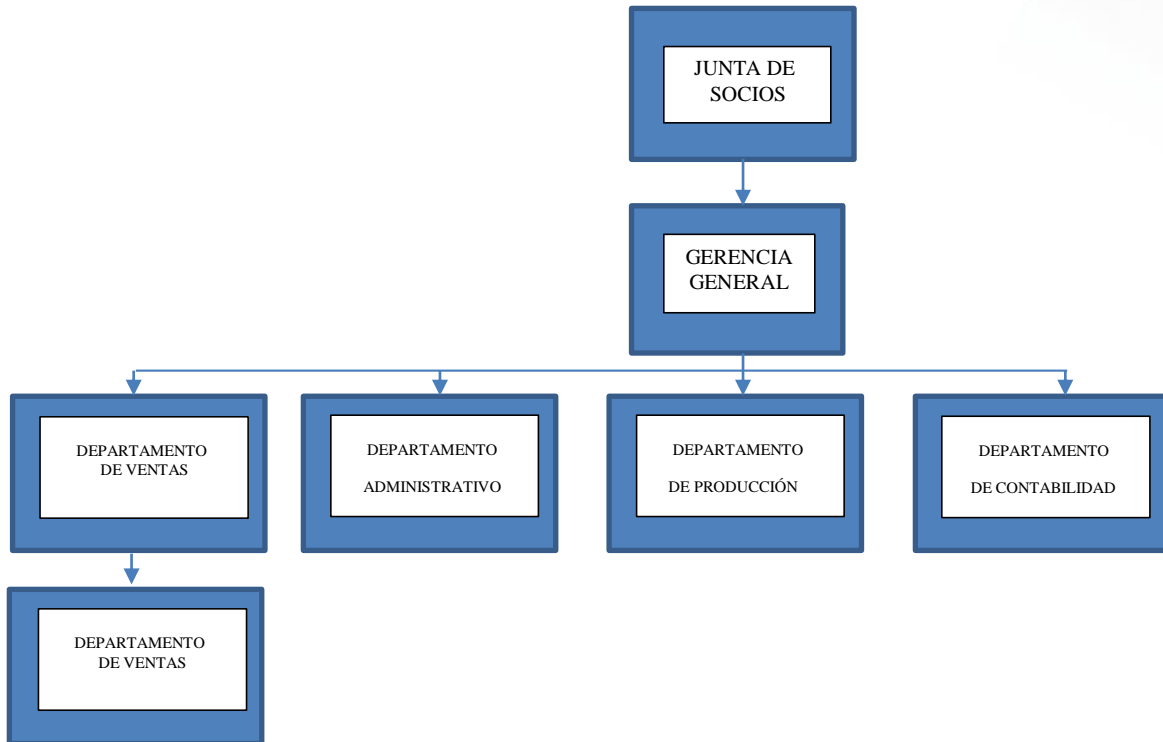 JUNTA DE
SOCIOS
GERENCIA
GENERAL
DEPARTAMENTO
DE VENTAS
DEPARTAMENTO
ADMINISTRATIVO
DEPARTAMENTO
DE PRODUCCIÓN
DEPARTAMENTO
DE CONTABILIDAD
DEPARTAMENTO
DE VENTAS